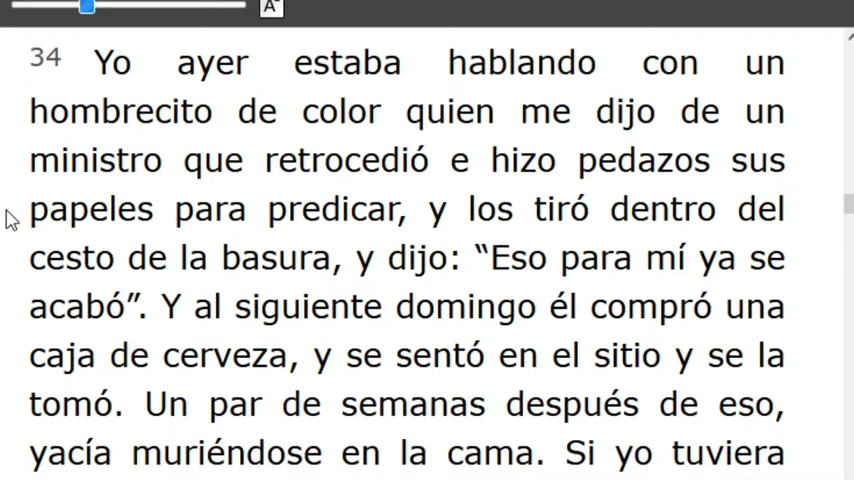 A
34 Yo ayer estaba hablando con un
hombrecito de color quien me dijo de un
ministro que retrocedió e hizo pedazos sus
papeles para predicar, y los tiró dentro del
cesto de la basura, y dijo: “Eso para mí ya se
acabó”. Y al siguiente domingo él compró una
caja de cerveza, y se sentó en el sitio y se la
tomó. Un par de semanas después de eso,
yacía muriéndose en la cama. Si yo tuviera